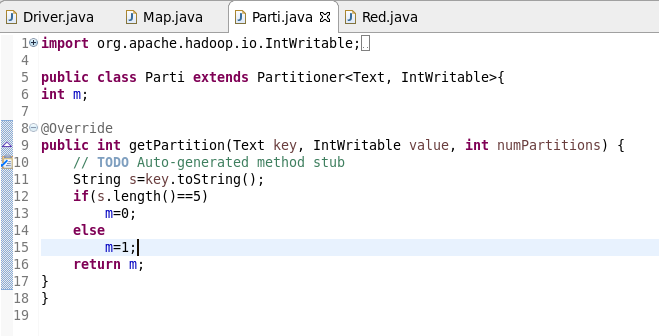 Driver.java Map.java Parti.java Red.java
1 import org.apache.hadoop.io.IntWritable;
4
5 public class Parti extends Partitioner<Text, IntWritable>{
6 int m;
7
8 @Override
9 public int getPartition(Text key, IntWritable value, int numPartitions) {
10     // TODO Auto-generated method stub
11     String s=key.toString();
12     if(s.length()==5)
13         m=0;
14     else
15         m=1;
16     return m;
17 }
18 }
19